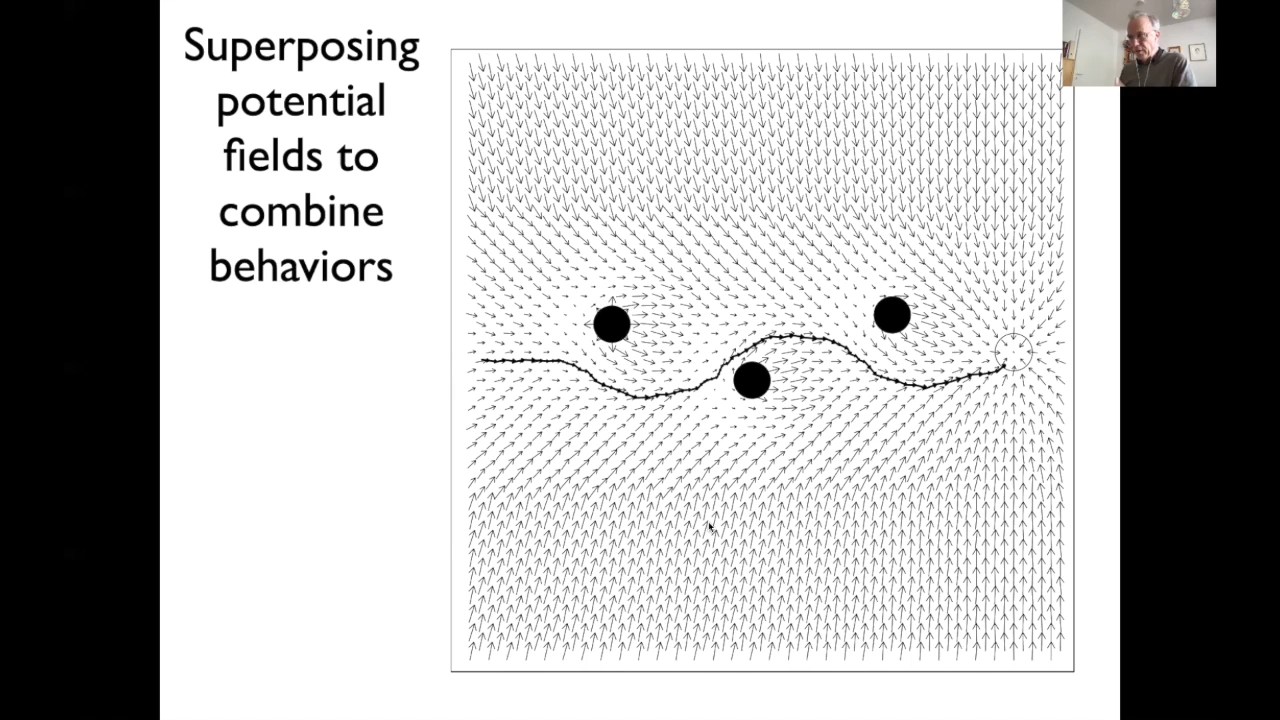 Superposing
potential
fields to
combine
behaviors